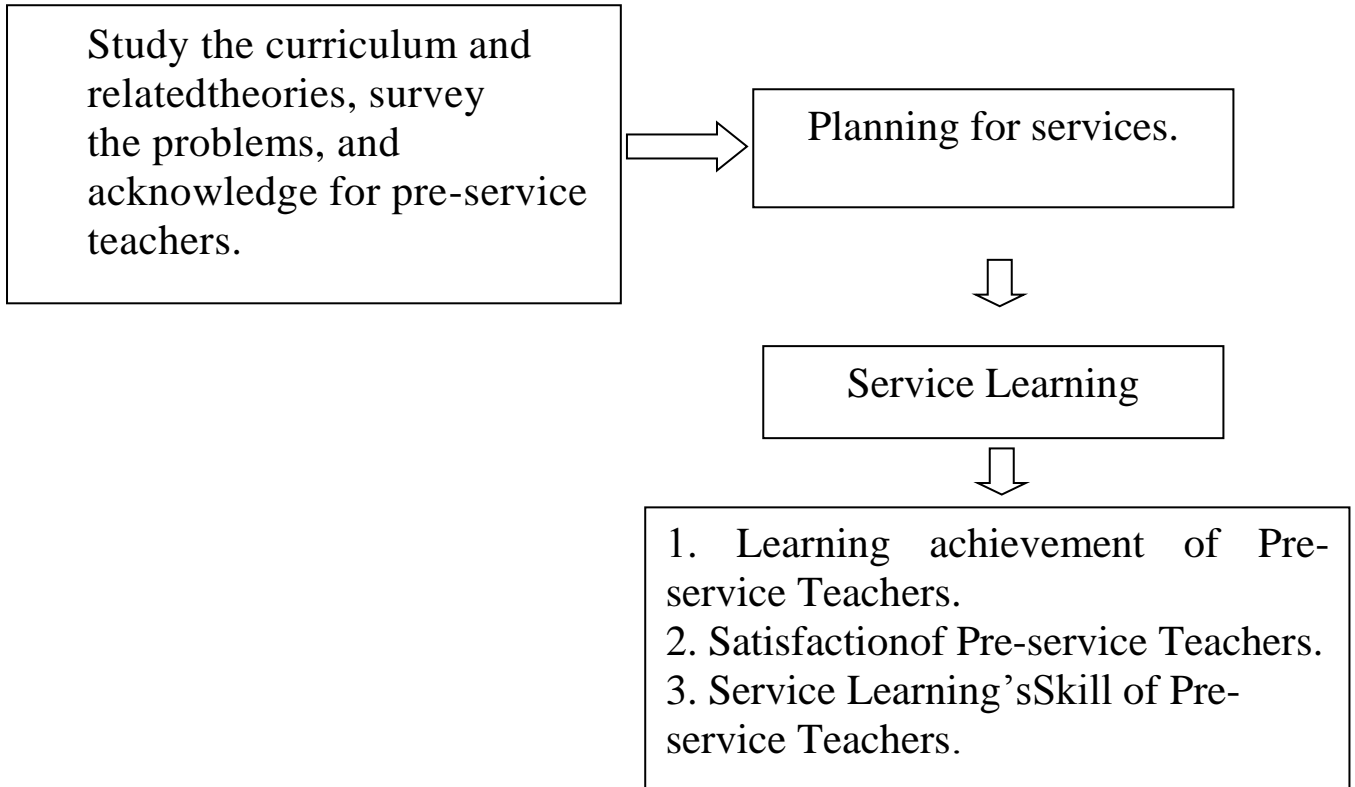 Study the curriculum and
relatedtheories, survey
the problems, and
acknowledge for pre-service
teachers.
Planning for services.
Service Learning
1. Learning achievement of Pre-
service Teachers.
2. Satisfactionof Pre-service Teachers.
3. Service Learning’sSkill of Pre-
service Teachers.